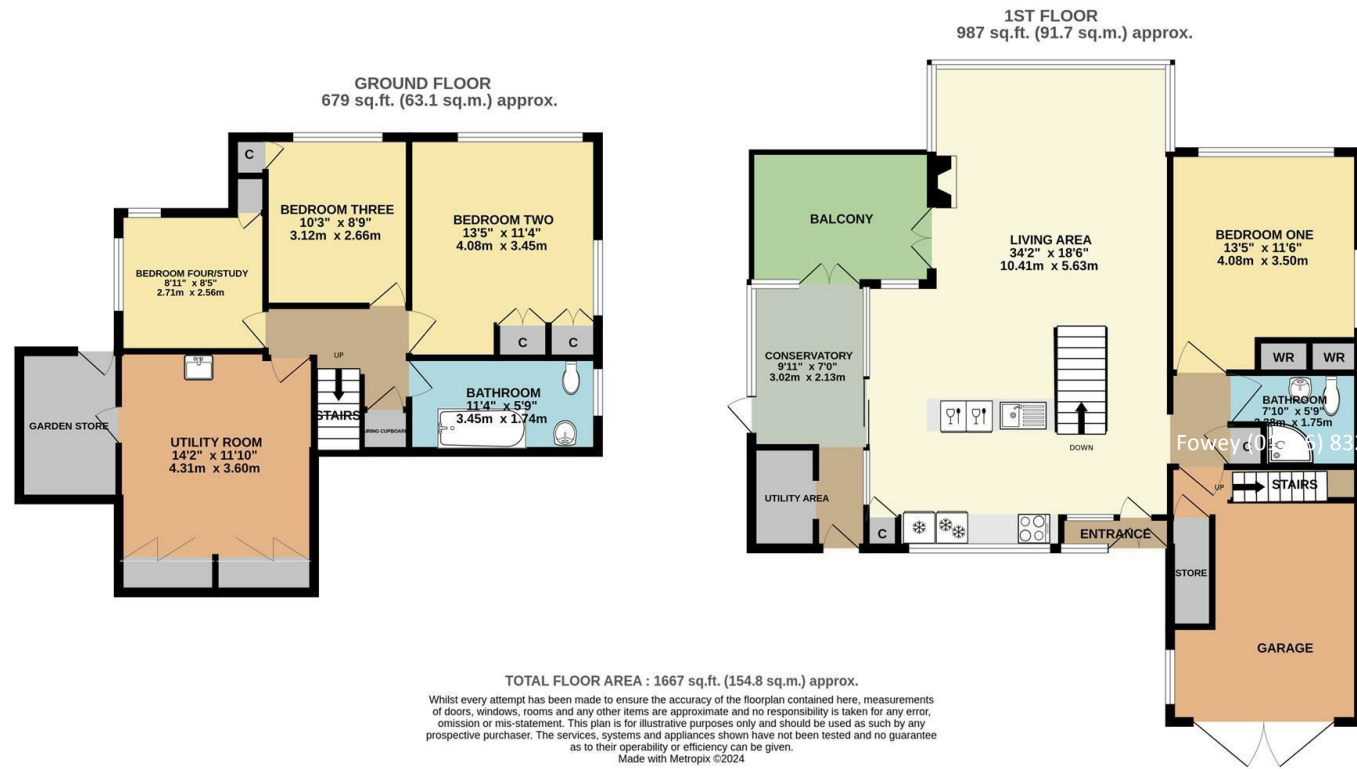 GROUND FLOOR
679 sq.ft. (63.1 sq.m.) approx.
C
BEDROOM THREE
10'3" x 8'9"
3.12m x 2.66m
BEDROOM TWO
13'5" x 11'4"
4.08m x 3.45m
BEDROOM FOUR/STUDY
8'11" x 8'5"
2.71m x 2.56m
C
C
UP
STAIRS
BATHROOM
11'4" x 5'9"
3.45m x 1.74m
CUPBOARD
GARDEN STORE
UTILITY ROOM
14'2" x 11'10"
4.31m x 3.60m
1ST FLOOR
987 sq.ft. (91.7 sq.m.) approx.
BALCONY
LIVING AREA
34'2" x 18'6"
10.41m x 5.63m
BEDROOM ONE
13'5" x 11'6"
4.08m x 3.50m
CONSERVATORY
9'11" x 7'0"
3.02m x 2.13m
WR
WR
BATHROOM
7'10" x 5'9"
x 1.75m
DOWN
Fowey
UP
STAIRS
UTILITY AREA
C
ENTRANCE
STORE
GARAGE
TOTAL FLOOR AREA : 1667 sq.ft. (154.8 sq.m.) approx.
Whilst every attempt has been made to ensure the accuracy of the floorplan contained here, measurements
of doors, windows, rooms and any other items are approximate and no responsibility is taken for any error,
omission or mis-statement. This plan is for illustrative purposes only and should be used as such by any
prospective purchaser. The services, systems and appliances shown have not been tested and no guarantee
as to their operability or efficiency can be given.
Made with Metropix ©2024